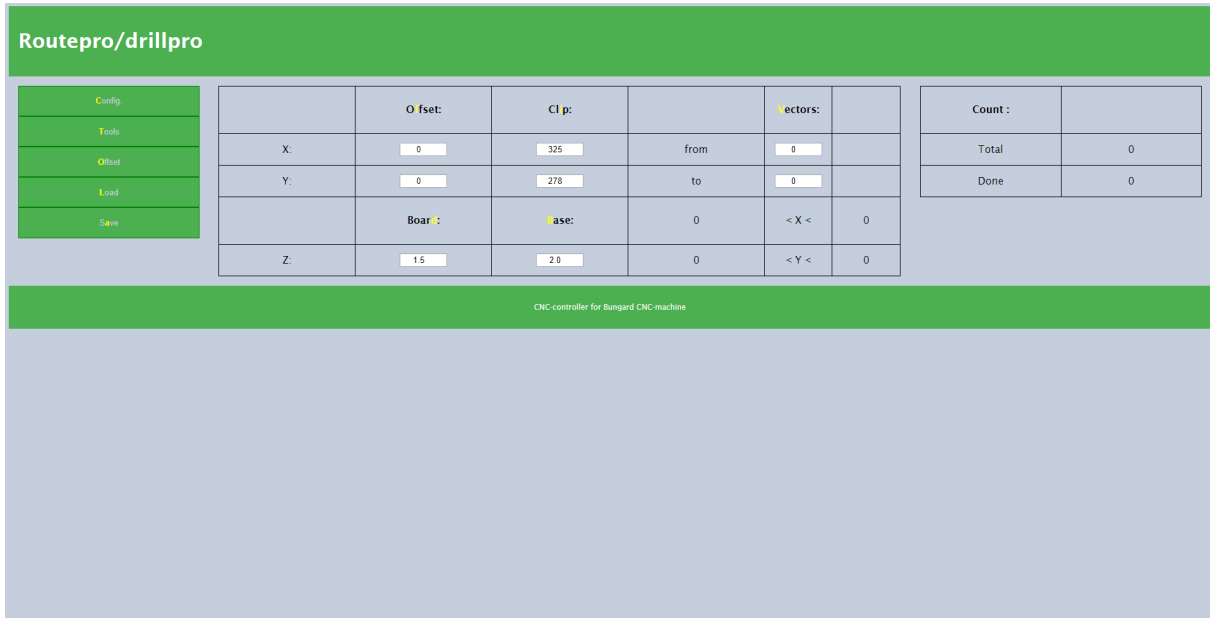 Routepro/drillpro
Config.
Tools
Offset
Load
Save
Offset: Clip: Vectors:
X: 0 325 from 0
Y: 0 278 to 0
Board: Base: 0 < X < 0
Z: 1.5 2.0 0 < Y < 0
Count :
Total 0
Done 0
CNC-controller for Bungard CNC-machine